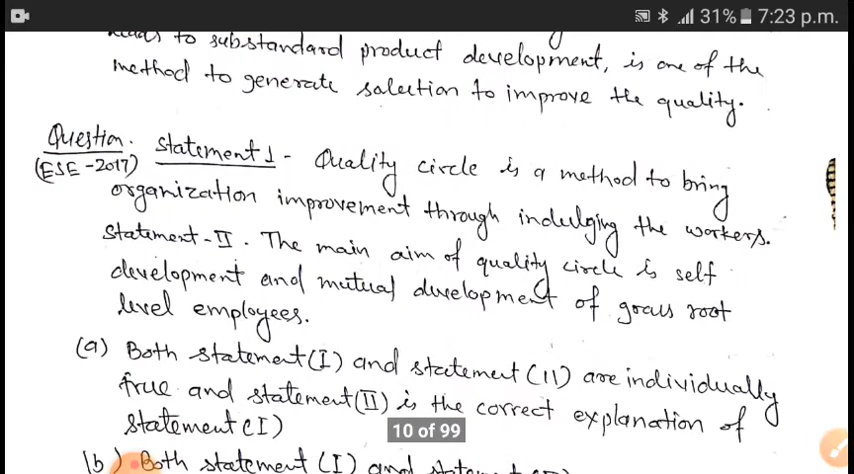 31% 7:23 p.m.
to substandard product development, is one of the
method to generate solution to improve the quality.
Question. Statement 1 - Quality circle is a method to bring
(ESE-2017) organization improvement through indulging the workers.
Statement-II. The main aim of quality circle is self
development and mutual development of grass root
level employees.
(a) Both statement (I) and statement (II) are individually
true and statement (II) is the correct explanation of
statement (I)
10 of 99
(b) Both statement (I) and